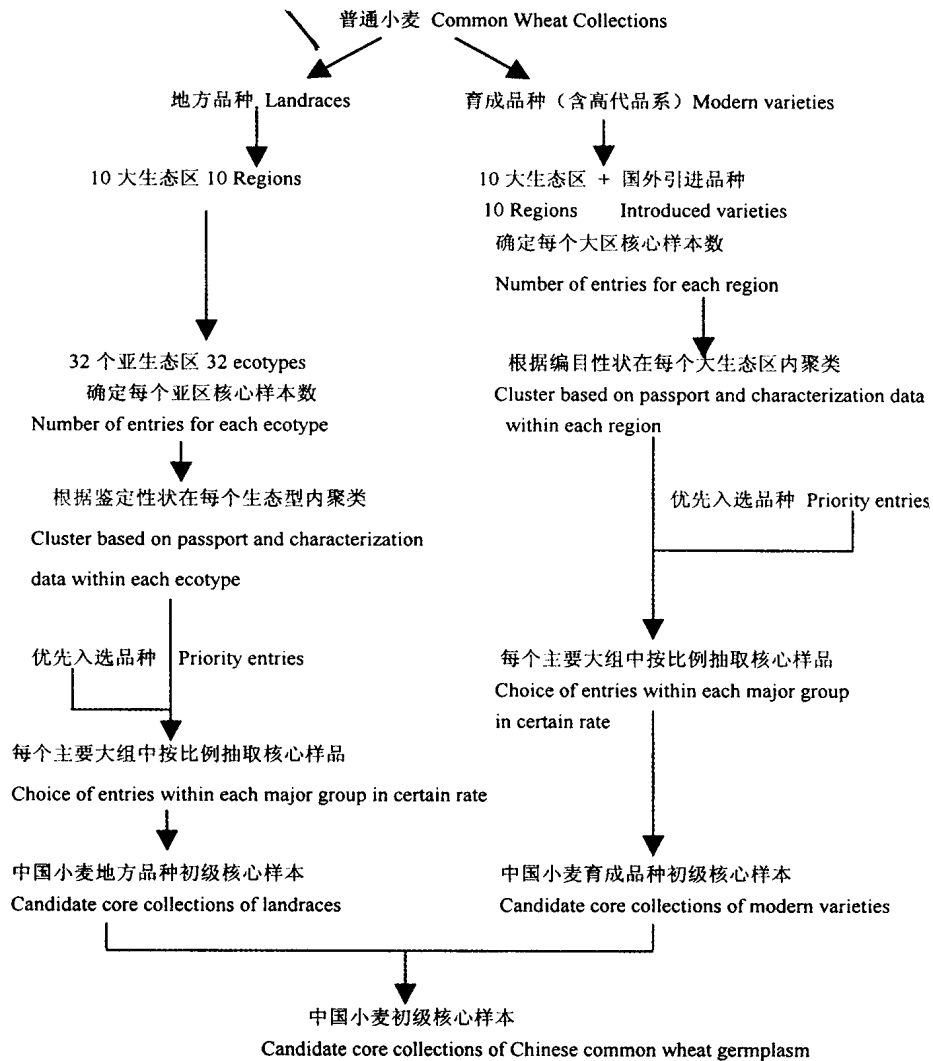 普通小麦 Common Wheat Collections
地方品种 Landraces
育成品种（含高代品系）Modern varieties
10 大生态区 10 Regions
10 大生态区 + 国外引进品种
10 Regions Introduced varieties
确定每个大区核心样本数
Number of entries for each region
32 个亚生态区 32 ecotypes
确定每个亚区核心样本数
Number of entries for each ecotype
根据编目性状在每个大生态区内聚类
Cluster based on passport and characterization data
within each region
根据鉴定性状在每个生态型内聚类
Cluster based on passport and characterization
data within each ecotype
优先入选品种 Priority entries
优先入选品种 Priority entries
每个主要大组中按比例抽取核心样品
Choice of entries within each major group
in certain rate
每个主要大组中按比例抽取核心样品
Choice of entries within each major group in certain rate
中国小麦地方品种初级核心样本
Candidate core collections of landraces
中国小麦育成品种初级核心样本
Candidate core collections of modern varieties
中国小麦初级核心样本
Candidate core collections of Chinese common wheat germplasm